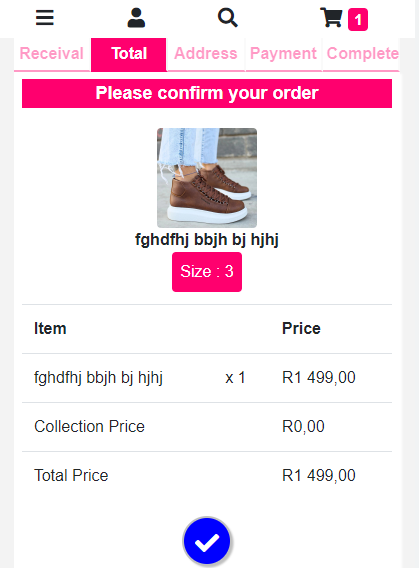 1
Receival Total Address Payment Complete
Please confirm your order
fghdfhj bbjh bj hjhj
Size : 3
Item Price
fghdfhj bbjh bj hjhj x 1 R1 499,00
Collection Price R0,00
Total Price R1 499,00